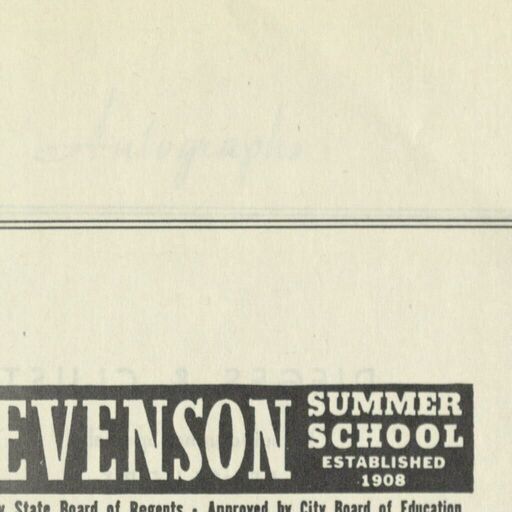 Autographs
EVENSON
SUMMER
SCHOOL
ESTABLISHED
1908
State Board of Regents • Approved by City Board of Education